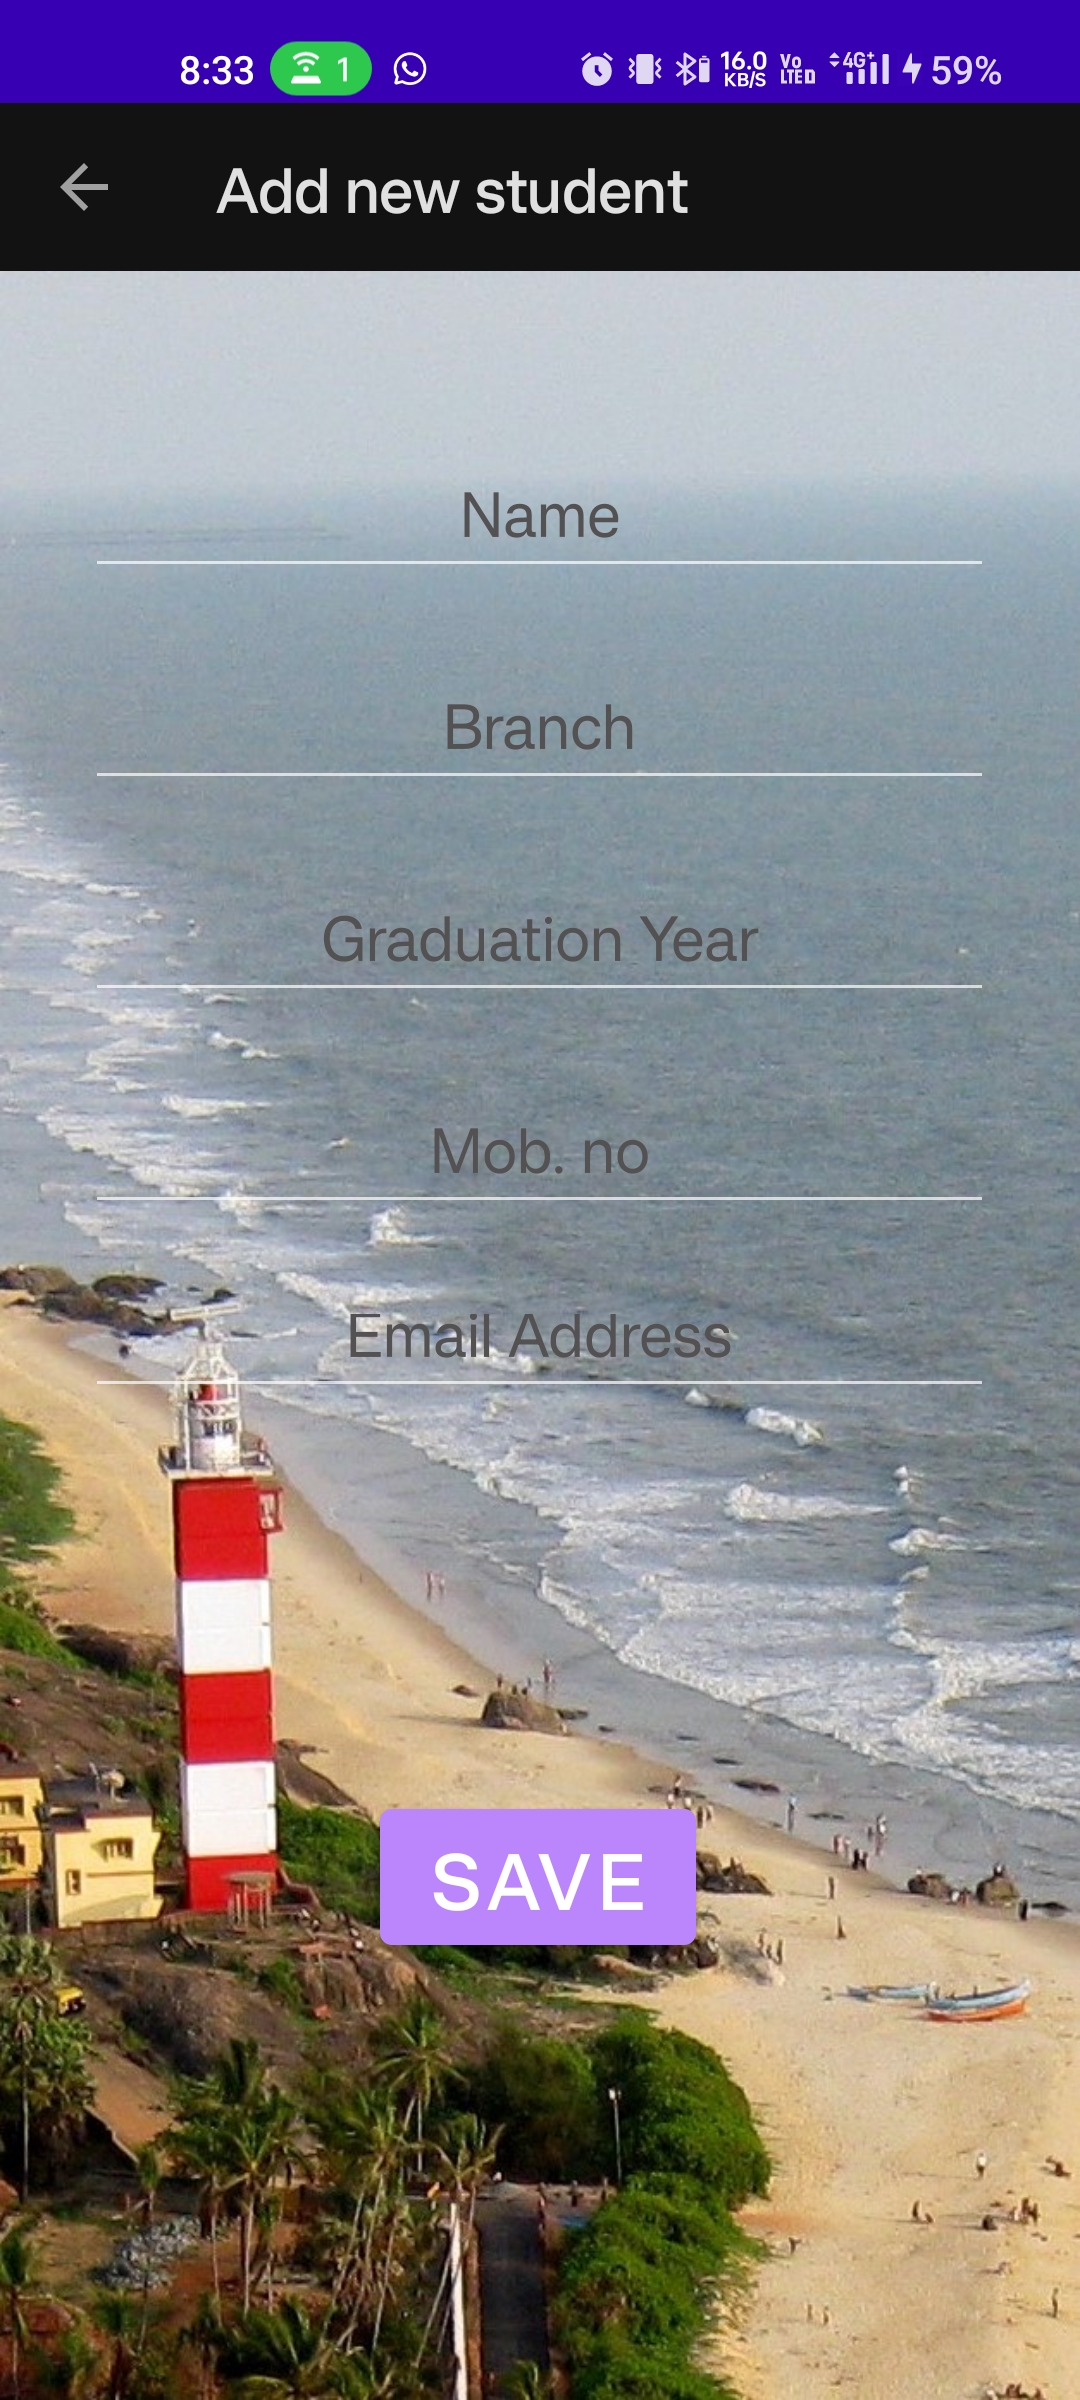 8:33 1 16.0 KB/S Vo LTE D 4G+ 59%
Add new student
Name
Branch
Graduation Year
Mob. no
Email Address
SAVE